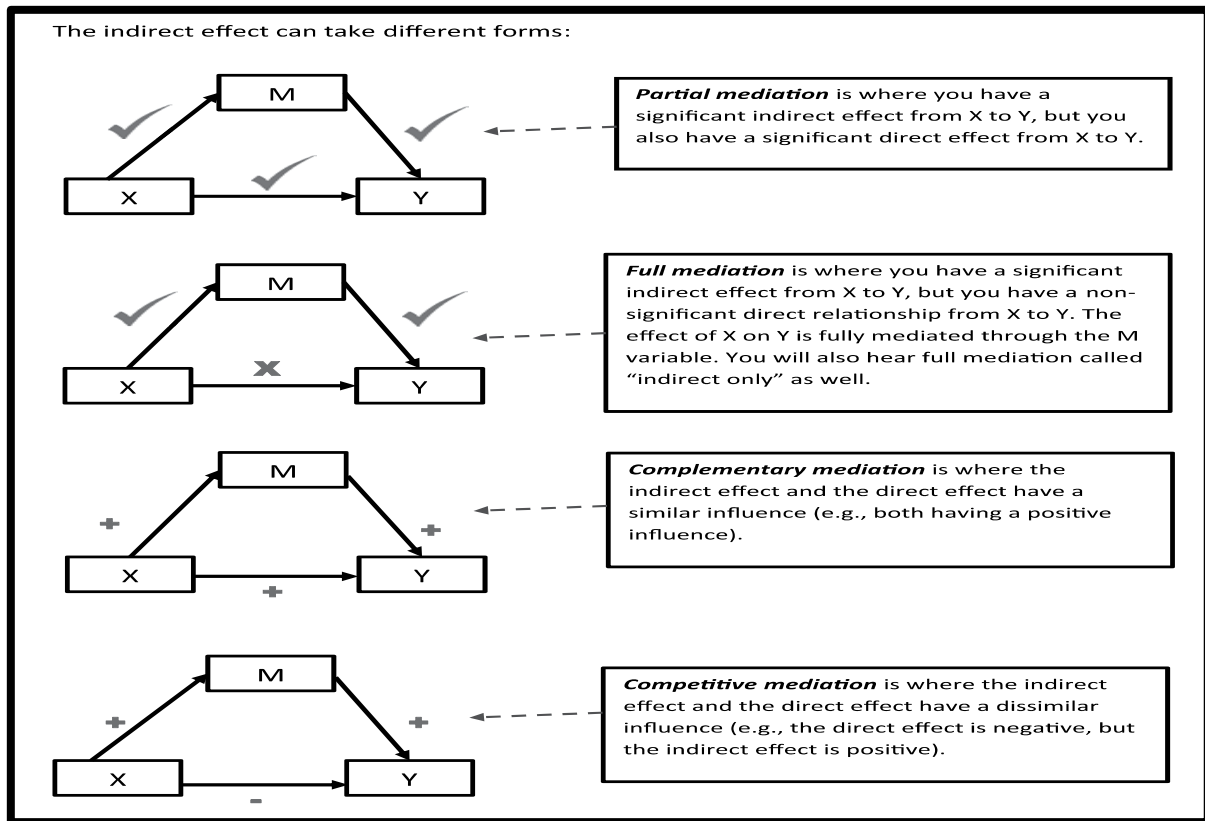 The indirect effect can take different forms:
M
X
Y
Partial mediation is where you have a
significant indirect effect from X to Y, but you
also have a significant direct effect from X to Y.
M
X
Y
Full mediation is where you have a significant
indirect effect from X to Y, but you have a non-
significant direct relationship from X to Y. The
effect of X on Y is fully mediated through the M
variable. You will also hear full mediation called
“indirect only” as well.
M
+
+
X
Y
+
Complementary mediation is where the
indirect effect and the direct effect have a
similar influence (e.g., both having a positive
influence).
M
+
+
X
Y
-
Competitive mediation is where the indirect
effect and the direct effect have a dissimilar
influence (e.g., the direct effect is negative, but
the indirect effect is positive).